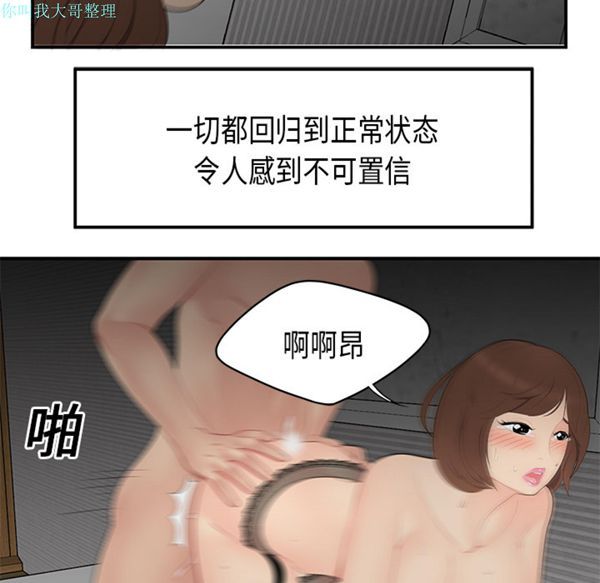 你叫我大哥整理
一切都回归到正常状态
令人感到不可置信
啊啊昂
啪